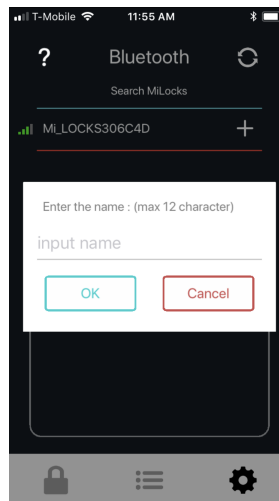 T-Mobile 11:55 AM
? Bluetooth
Search MiLocks
Mi_LOCKS306C4D +
Enter the name : (max 12 character)
input name
OK Cancel